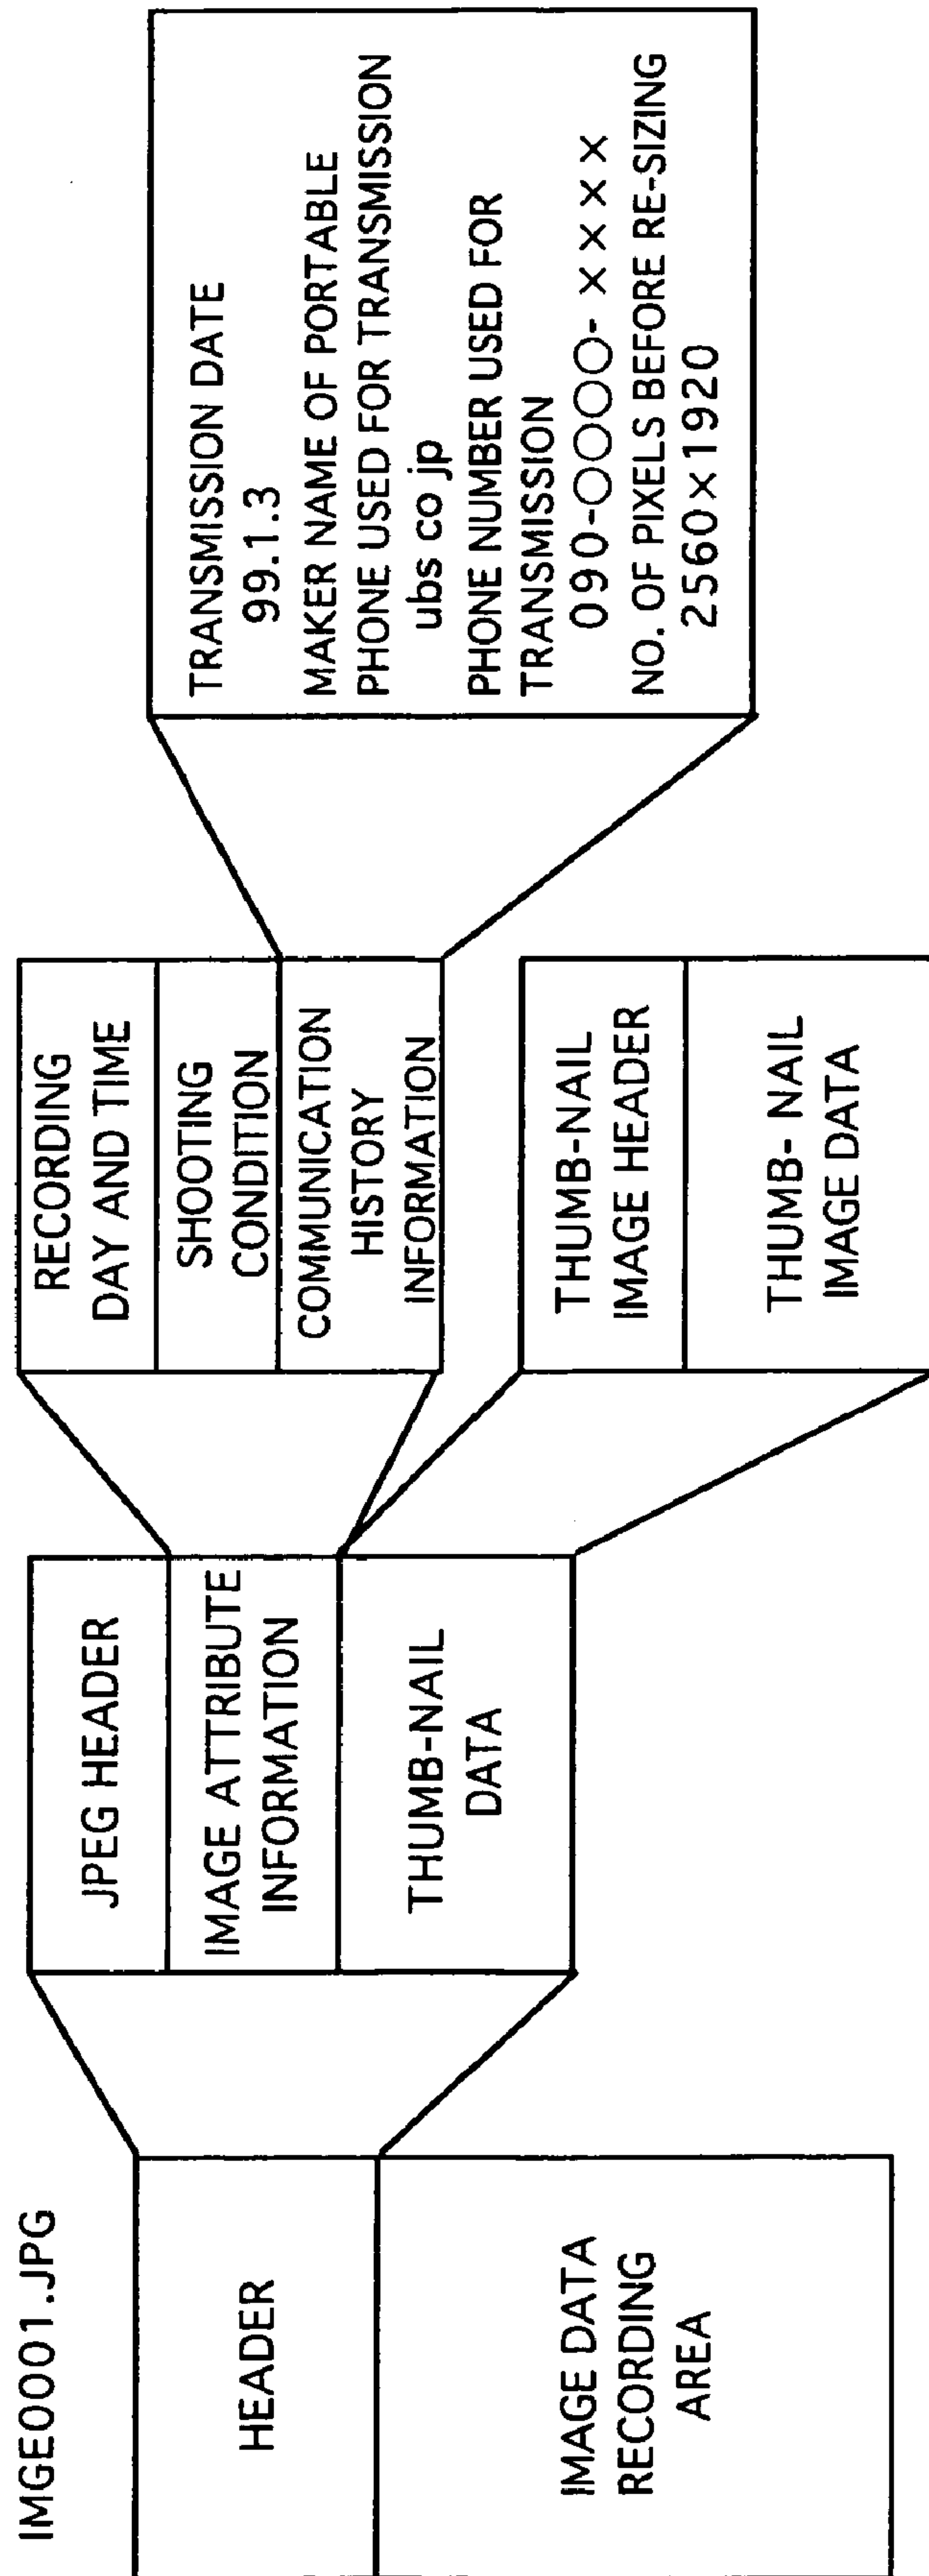 IMGE0001.JPG
HEADER
IMAGE DATA
RECORDING
AREA
JPEG HEADER
IMAGE ATTRIBUTE
INFORMATION
THUMB-NAIL
DATA
RECORDING
DAY AND TIME
SHOOTING
CONDITION
COMMUNICATION
HISTORY
INFORMATION
THUMB-NAIL
IMAGE HEADER
THUMB- NAIL
IMAGE DATA
TRANSMISSION DATE
99.1.3
MAKER NAME OF PORTABLE
PHONE USED FOR TRANSMISSION
ubs co jp
PHONE NUMBER USED FOR
TRANSMISSION
090-○○○○- ××××
NO. OF PIXELS BEFORE RE-SIZING
2560×1920